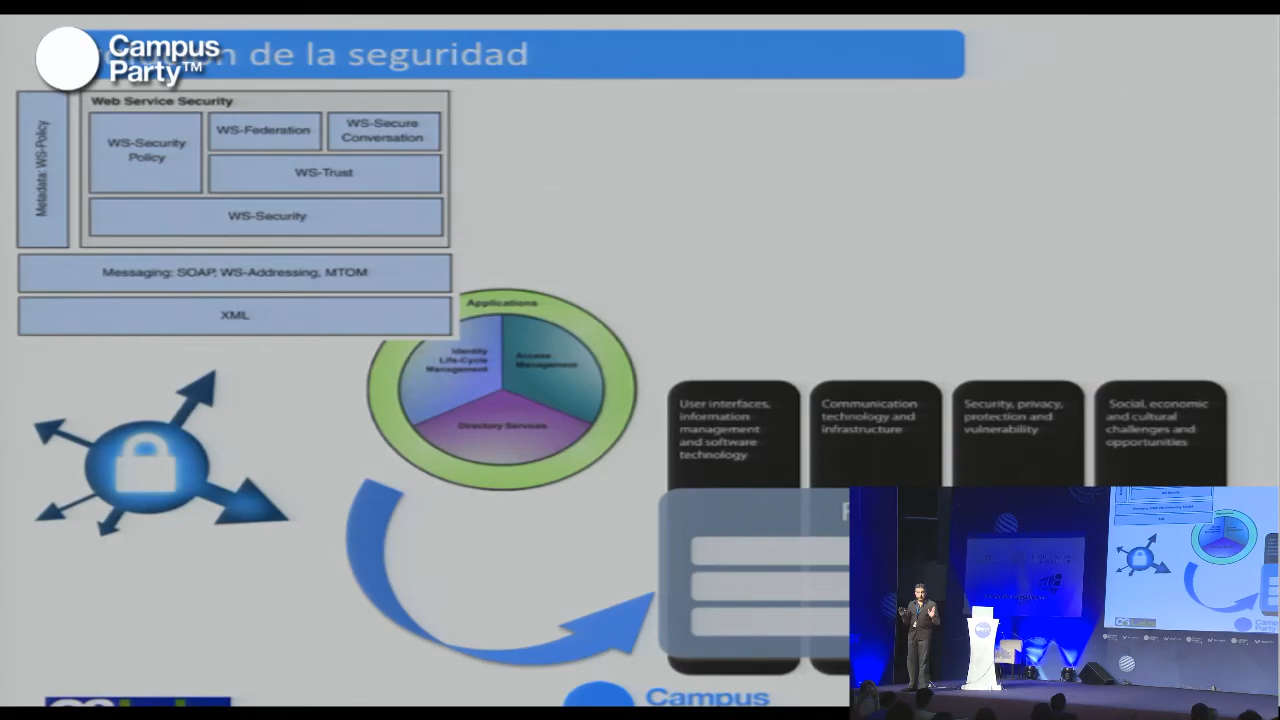 Campus
Party™
n de la seguridad
Web Service Security
Metadata: WS-Policy
WS-Security
Policy
WS-Federation
WS-Secure
Conversation
WS-Trust
WS-Security
Messaging: SOAP, WS-Addressing, MTOM
XML
Applications
Identity
Life-Cycle
Management
Access
Management
Directory Services
User interfaces,
information
management
and software
technology
Communication
technology and
infrastructure
Security, privacy,
protection and
vulnerability
Social, economic
and cultural
challenges and
opportunities
Campus
Campus
Party